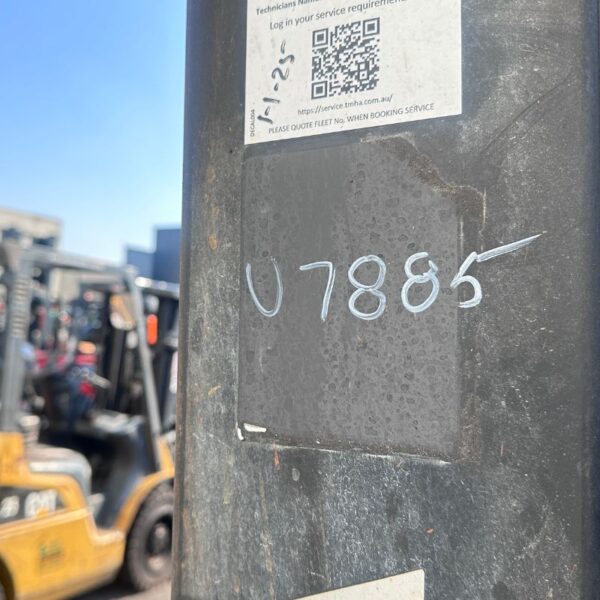 Technicians Name
Log in your service requirement
1-1-25
https://service.tmha.com.au/
PLEASE QUOTE FLEET No. WHEN BOOKING SERVICE
U7885
CAT